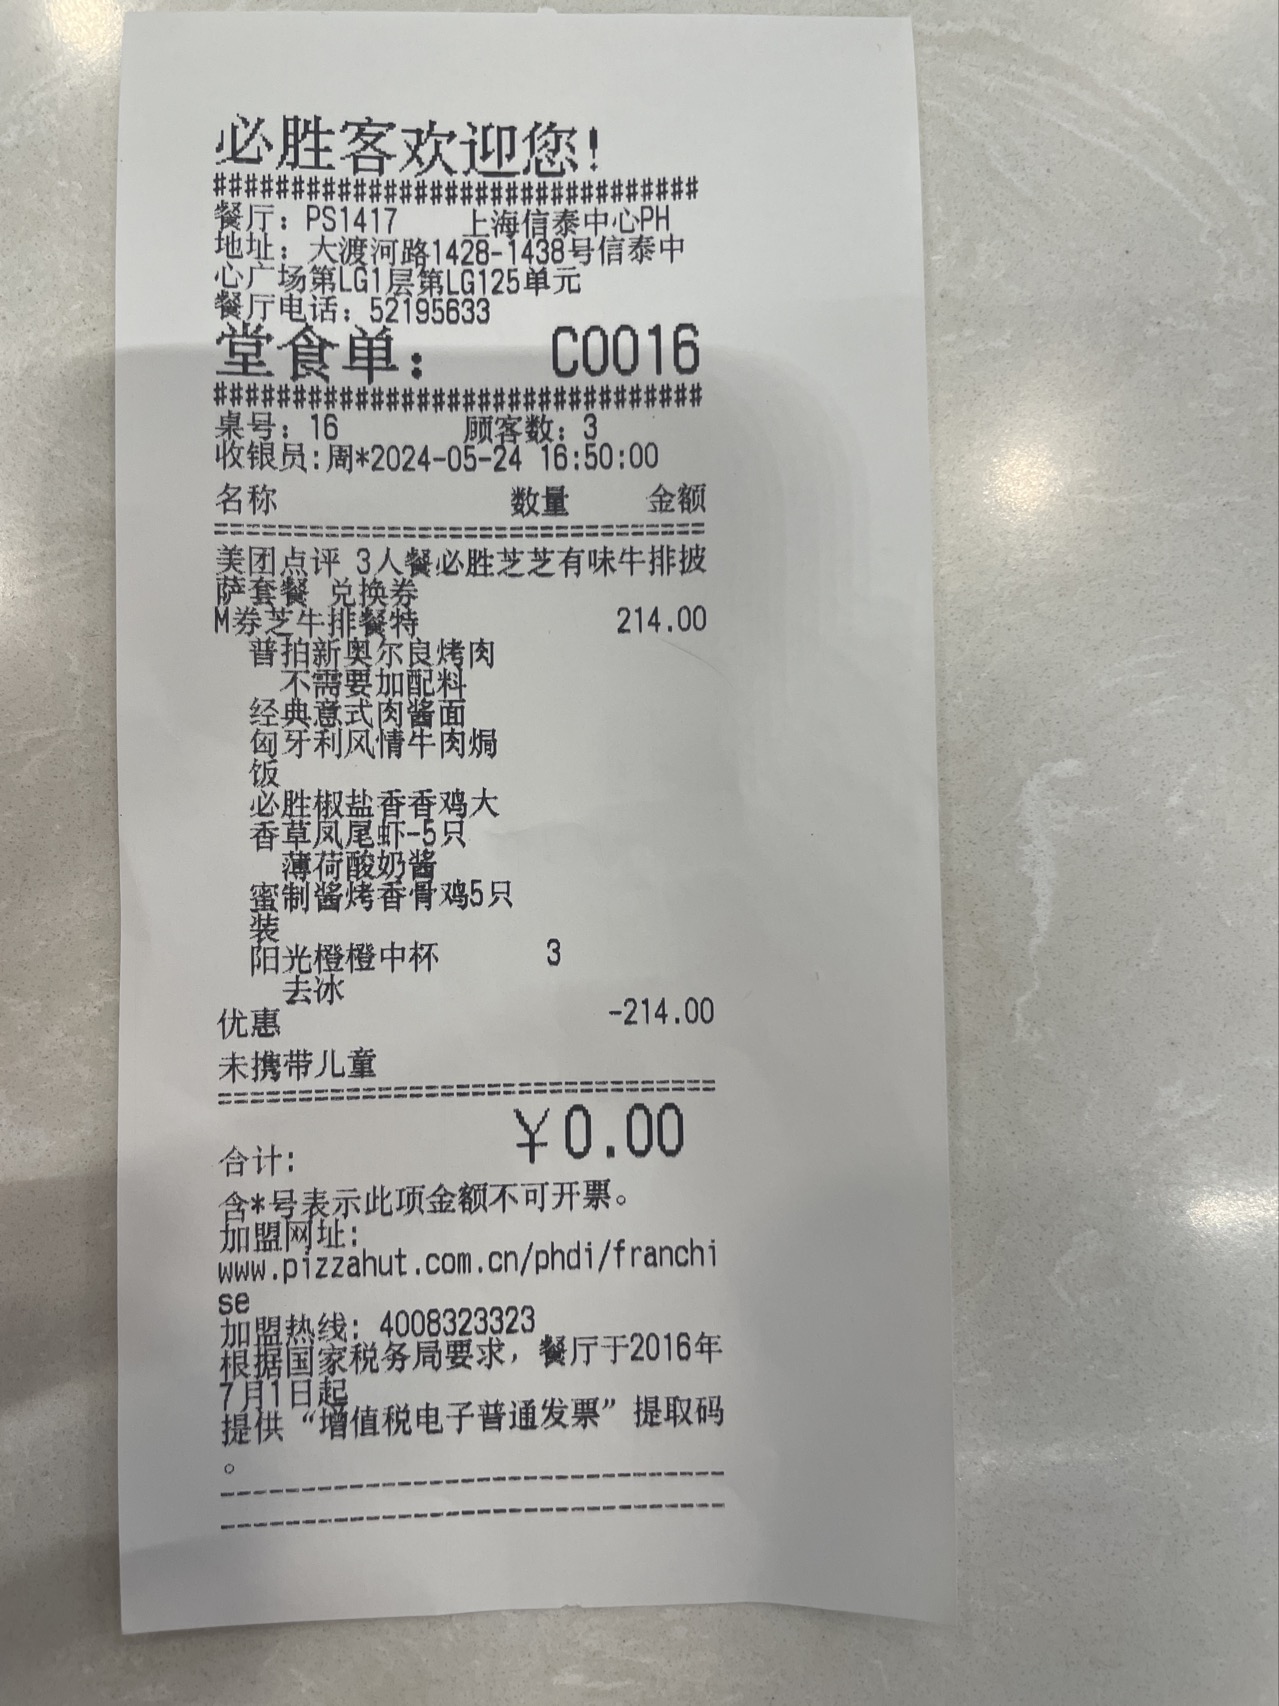 必胜客欢迎您!
###############################
餐厅: PS1417 上海信泰中心PH
地址: 大渡河路1428-1438号信泰中
心广场第LG1层第LG125单元
餐厅电话: 52195633
堂食单: C0016
###############################
桌号: 16 顾客数: 3
收银员:周*2024-05-24 16:50:00
名称 数量 金额
===============================
美团点评 3人餐必胜芝芝有味牛排披
萨套餐 兑换券
M券芝牛排餐特 214.00
普拍新奥尔良烤肉
不需要加配料
经典意式肉酱面
匈牙利风情牛肉焗
饭
必胜椒盐香香鸡大
香草凤尾虾-5只
薄荷酸奶酱
蜜制酱烤香骨鸡5只
装
阳光橙橙中杯 3
去冰
优惠 -214.00
未携带儿童
===============================
合计: ¥0.00
含*号表示此项金额不可开票。
加盟网址:
www.pizzahut.com.cn/phdi/franchi
se
加盟热线: 4008323323
根据国家税务局要求，餐厅于2016年
7月1日起
提供“增值税电子普通发票”提取码
。
--------------------------------
--------------------------------